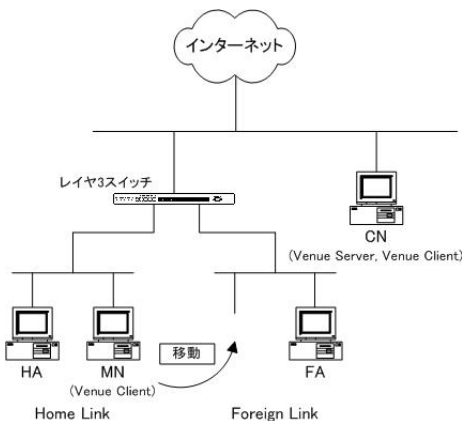 インターネット
レイヤ3スイッチ
CN
(Venue Server, Venue Client)
HA
MN
(Venue Client)
移動
FA
Home Link
Foreign Link